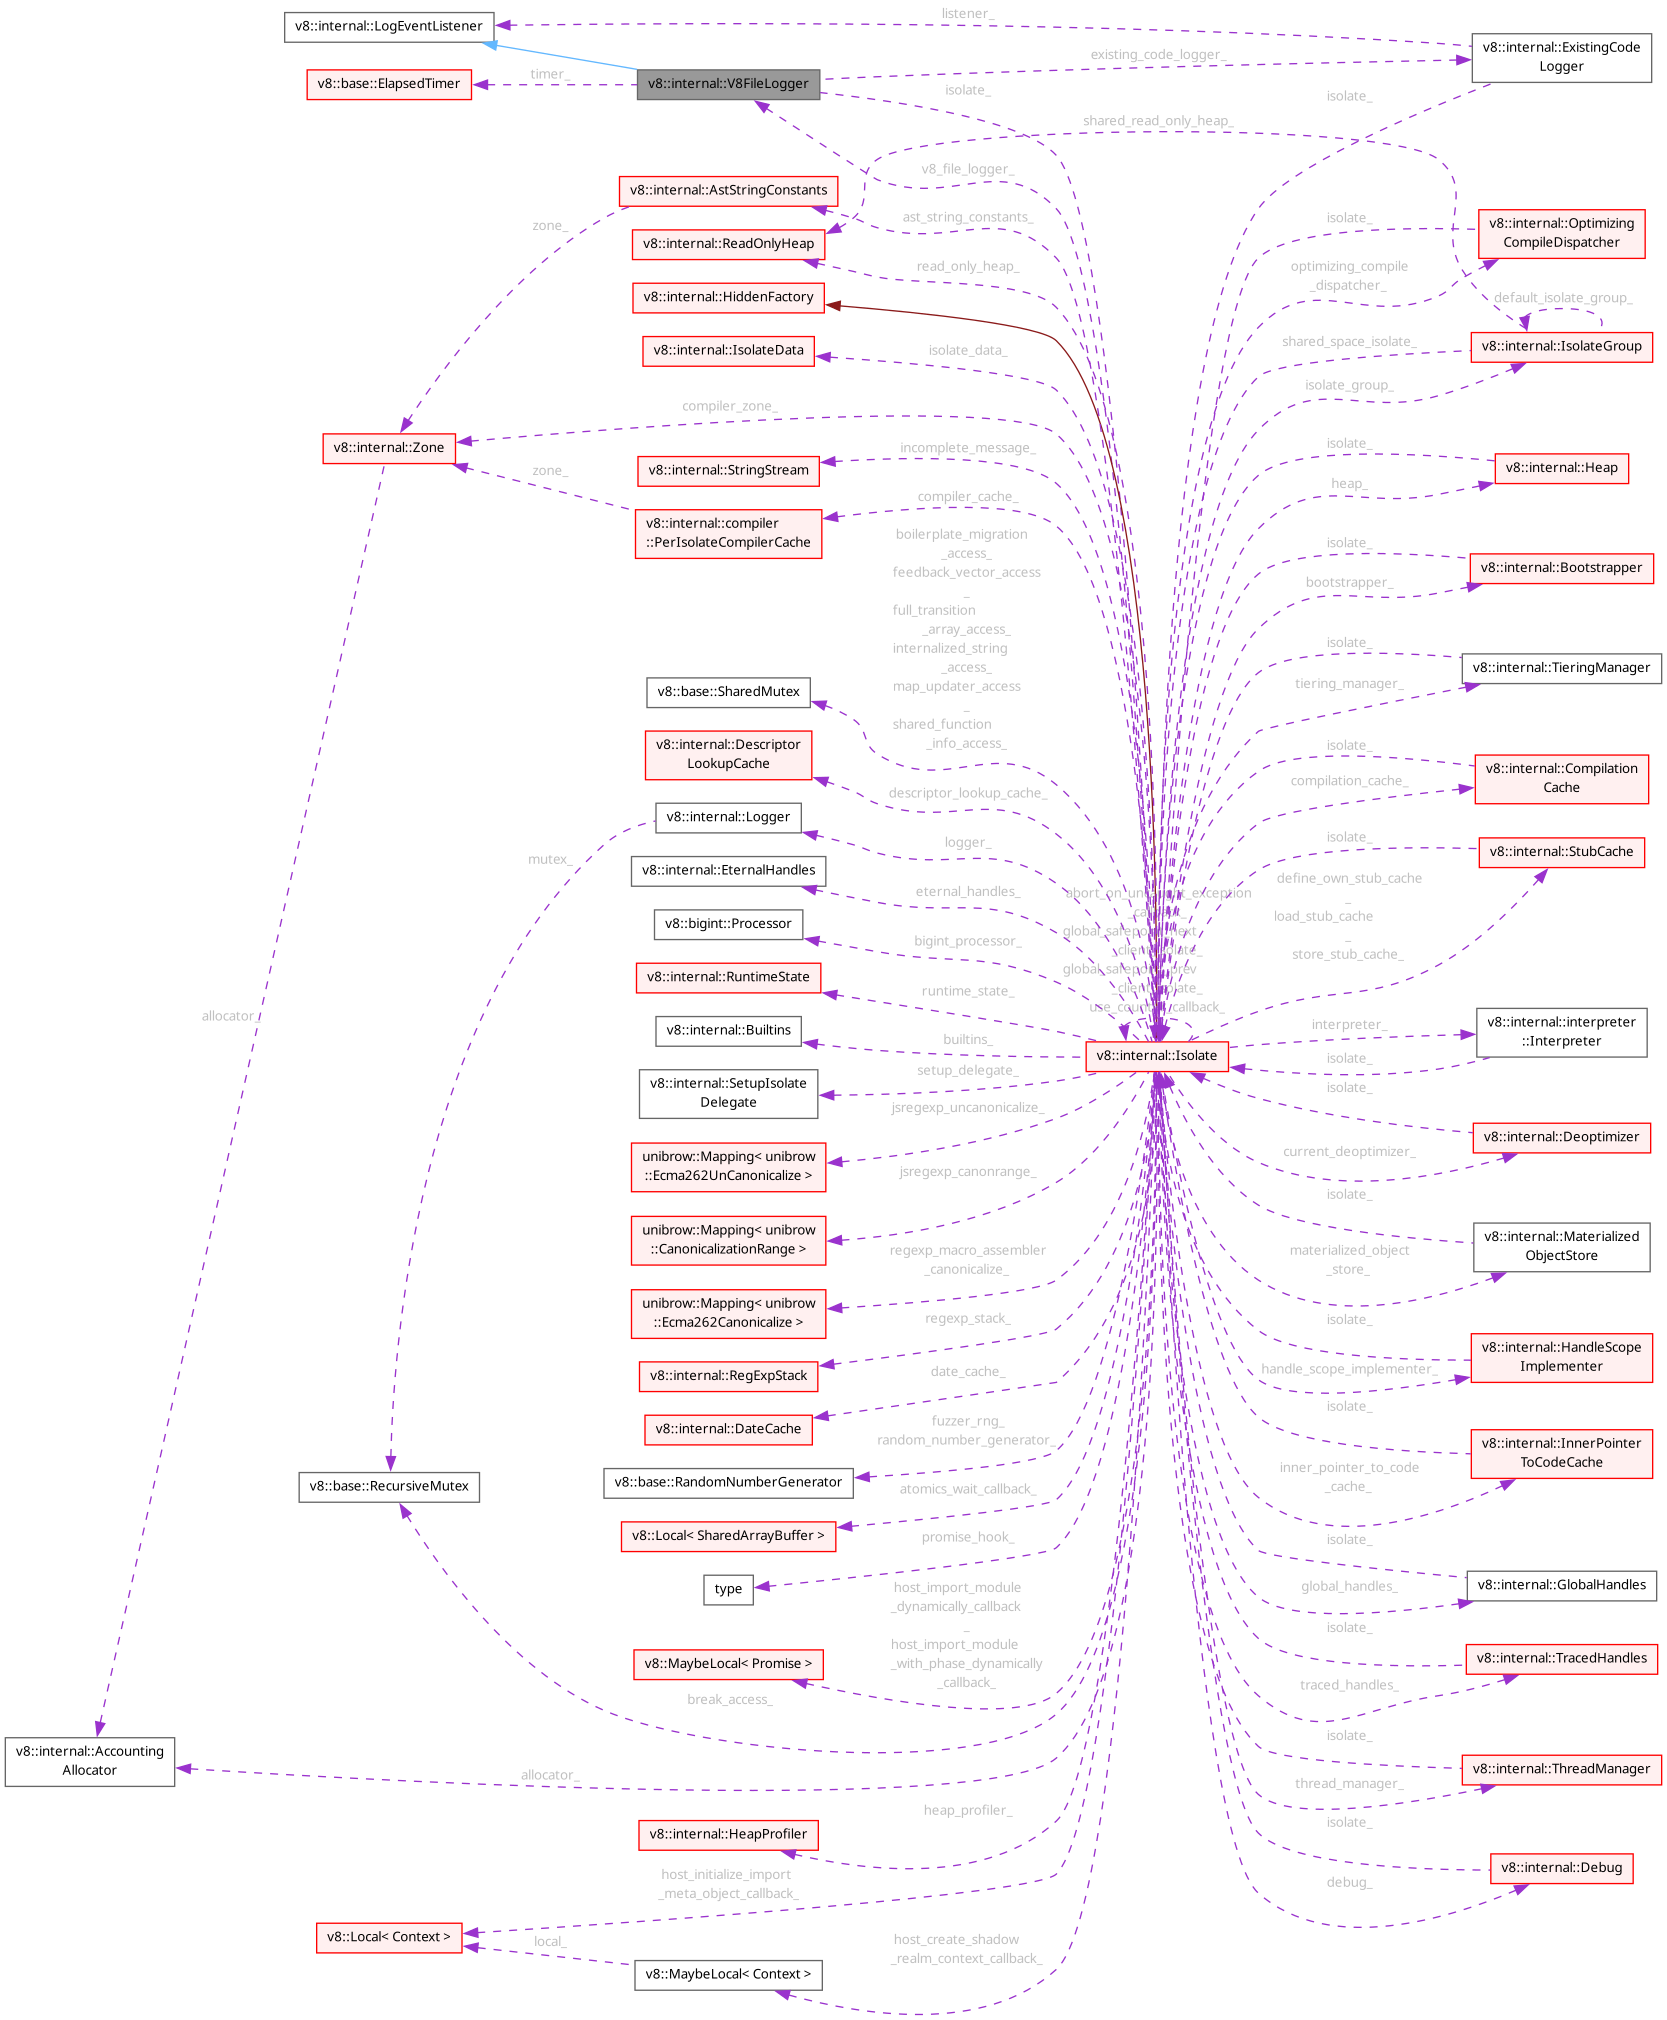 v8::internal::LogEventListener
listener_
v8::internal::ExistingCode
Logger
existing_code_logger_
v8::base::ElapsedTimer
timer_
v8::internal::V8FileLogger
isolate_
isolate_
shared_read_only_heap_
v8_file_logger_
v8::internal::AstStringConstants
ast_string_constants_
zone_
isolate_
v8::internal::Optimizing
CompileDispatcher
v8::internal::ReadOnlyHeap
read_only_heap_
optimizing_compile
_dispatcher_
v8::internal::HiddenFactory
default_isolate_group_
v8::internal::IsolateData
isolate_data_
shared_space_isolate_
v8::internal::IsolateGroup
isolate_group_
compiler_zone_
v8::internal::Zone
zone_
v8::internal::StringStream
incomplete_message_
isolate_
v8::internal::Heap
heap_
compiler_cache_
v8::internal::compiler
::PerIsolateCompilerCache
boilerplate_migration
_access_
feedback_vector_access
_
full_transition
_array_access_
internalized_string
_access_
map_updater_access
_
shared_function
_info_access_
isolate_
v8::internal::Bootstrapper
bootstrapper_
isolate_
v8::internal::TieringManager
tiering_manager_
v8::base::SharedMutex
v8::internal::Descriptor
LookupCache
descriptor_lookup_cache_
isolate_
v8::internal::Compilation
Cache
compilation_cache_
v8::internal::Logger
logger_
mutex_
isolate_
v8::internal::StubCache
define_own_stub_cache
_
load_stub_cache
_
store_stub_cache_
v8::internal::EternalHandles
eternal_handles_
v8::bigint::Processor
bigint_processor_
v8::internal::RuntimeState
runtime_state_
allocator_
v8::internal::Builtins
builtins_
v8::internal::Isolate
interpreter_
v8::internal::interpreter
::Interpreter
isolate_
v8::internal::SetupIsolate
Delegate
setup_delegate_
isolate_
jsregexp_uncanonicalize_
v8::internal::Deoptimizer
current_deoptimizer_
unibrow::Mapping< unibrow
::Ecma262UnCanonicalize >
jsregexp_canonrange_
isolate_
unibrow::Mapping< unibrow
::CanonicalizationRange >
v8::internal::Materialized
ObjectStore
materialized_object
_store_
regexp_macro_assembler
_canonicalize_
unibrow::Mapping< unibrow
::Ecma262Canonicalize >
regexp_stack_
isolate_
v8::internal::HandleScope
Implementer
handle_scope_implementer_
v8::internal::RegExpStack
date_cache_
v8::internal::DateCache
isolate_
fuzzer_rng_
random_number_generator_
v8::internal::InnerPointer
ToCodeCache
inner_pointer_to_code
_cache_
v8::base::RecursiveMutex
v8::base::RandomNumberGenerator
atomics_wait_callback_
v8::Local< SharedArrayBuffer >
promise_hook_
isolate_
type
global_handles_
v8::internal::GlobalHandles
host_import_module
_dynamically_callback
_
host_import_module
_with_phase_dynamically
_callback_
isolate_
v8::MaybeLocal< Promise >
v8::internal::TracedHandles
traced_handles_
break_access_
isolate_
v8::internal::Accounting
Allocator
allocator_
v8::internal::ThreadManager
thread_manager_
heap_profiler_
v8::internal::HeapProfiler
isolate_
v8::internal::Debug
debug_
host_initialize_import
_meta_object_callback_
v8::Local< Context >
local_
host_create_shadow
_realm_context_callback_
v8::MaybeLocal< Context >